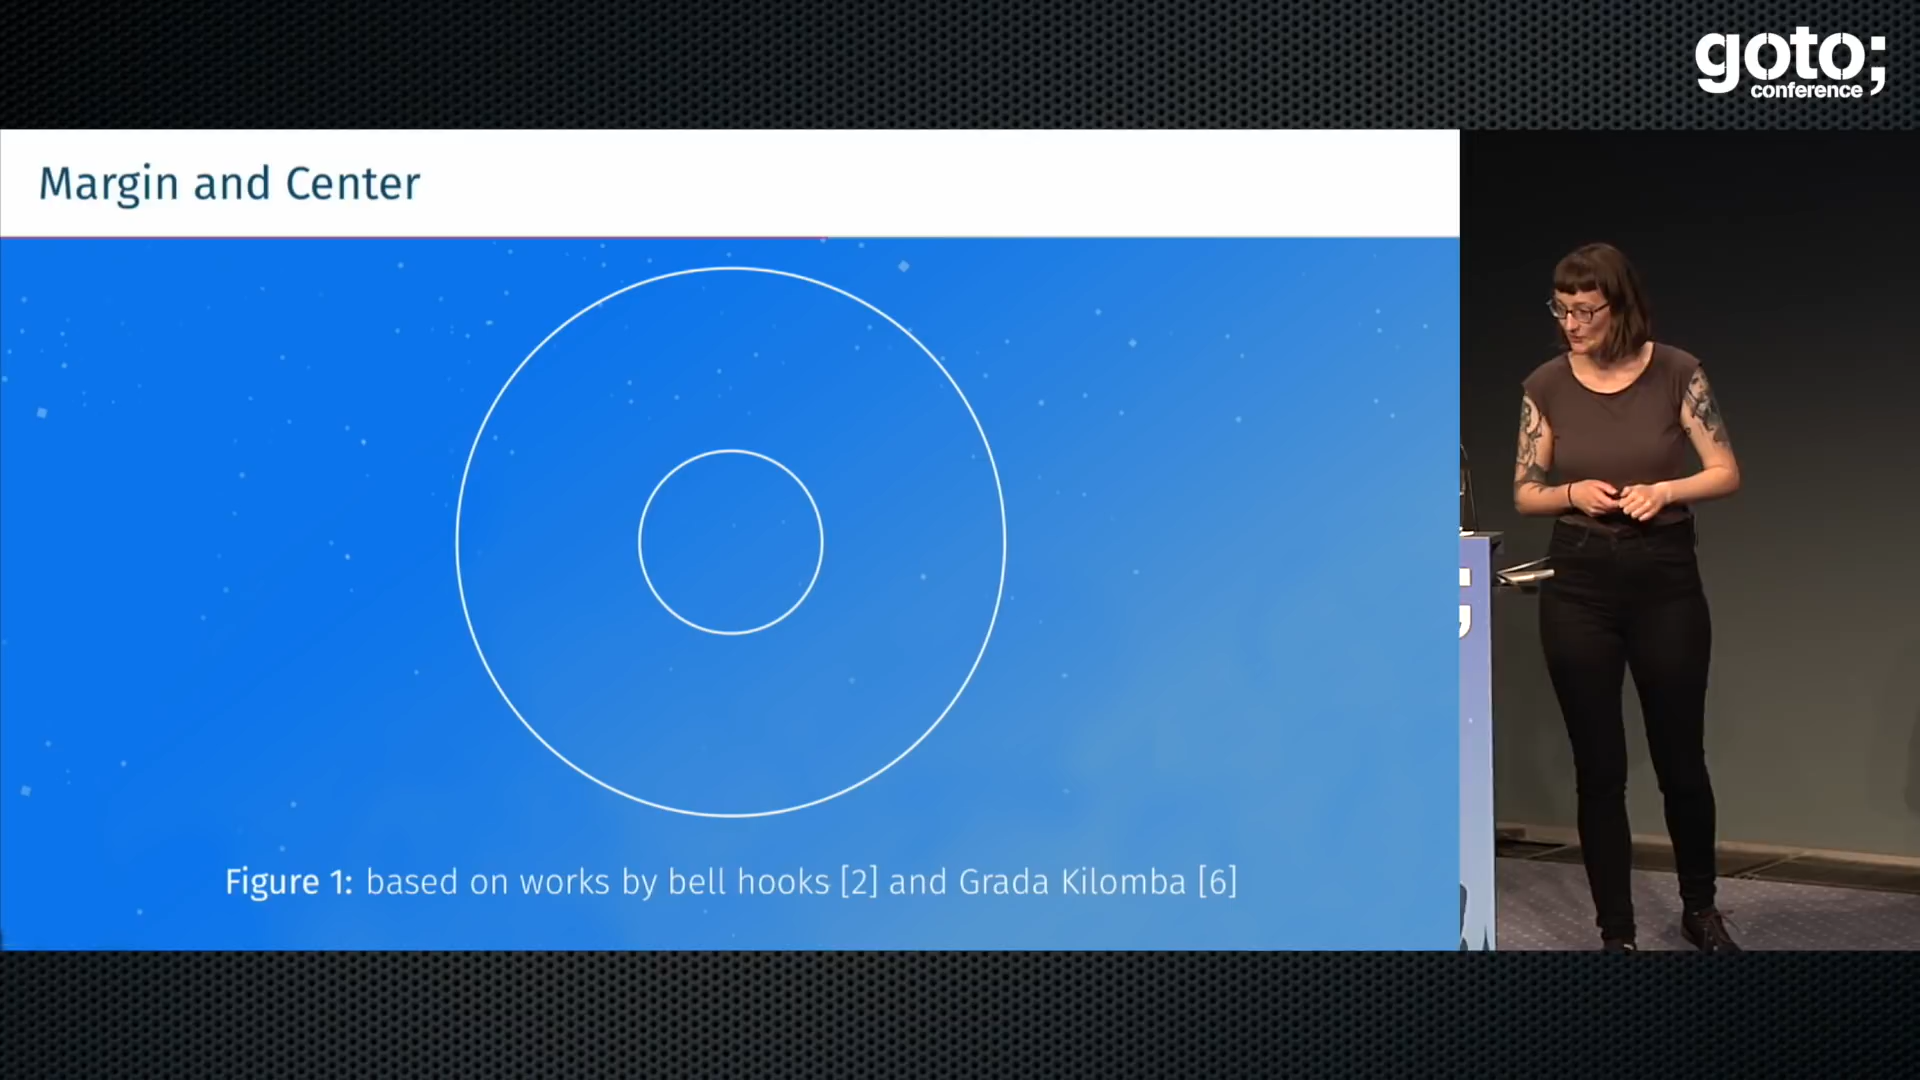 goto;
conference
Margin and Center
Figure 1: based on works by bell hooks [2] and Grada Kilomba [6]